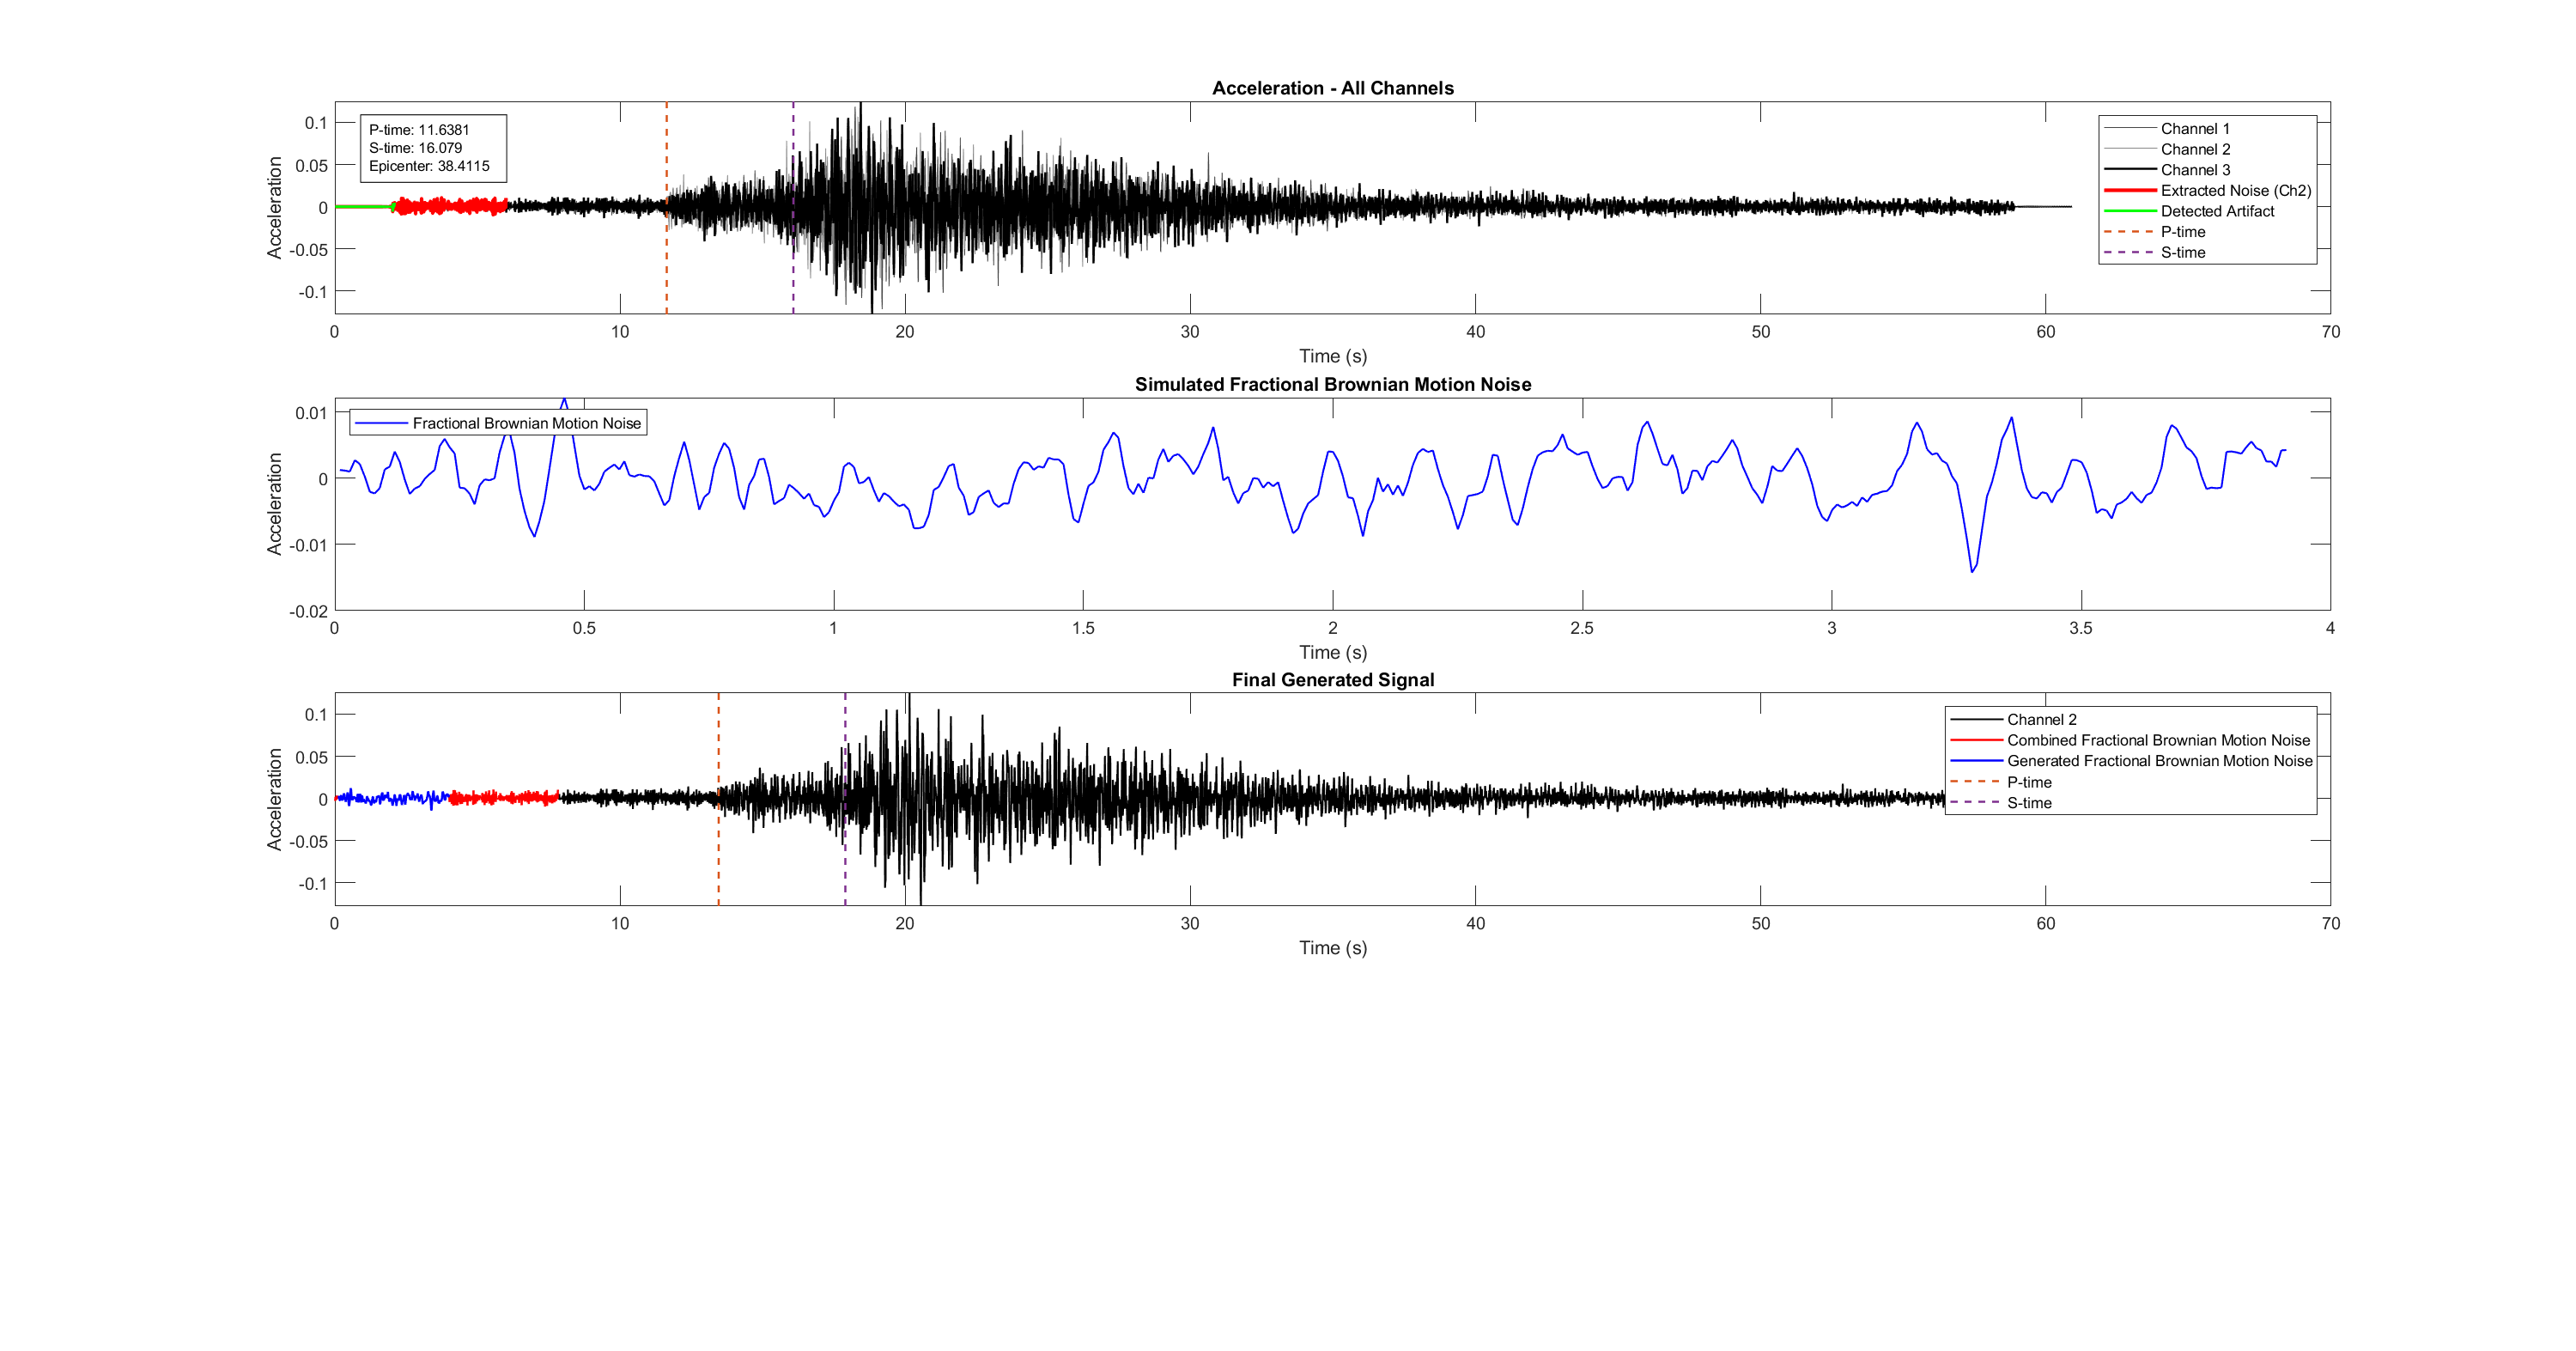 Acceleration - All Channels
P-time: 11.6381
S-time: 16.079
Epicenter: 38.4115
Channel 1
Channel 2
Channel 3
Extracted Noise (Ch2)
Detected Artifact
P-time
S-time
Acceleration
0.1
0.05
0
-0.05
-0.1
0 10 20 30 40 50 60 70
Time (s)
Simulated Fractional Brownian Motion Noise
Fractional Brownian Motion Noise
Acceleration
0.01
0
-0.01
-0.02
0 0.5 1 1.5 2 2.5 3 3.5 4
Time (s)
Final Generated Signal
Channel 2
Combined Fractional Brownian Motion Noise
Generated Fractional Brownian Motion Noise
P-time
S-time
Acceleration
0.1
0.05
0
-0.05
-0.1
0 10 20 30 40 50 60 70
Time (s)